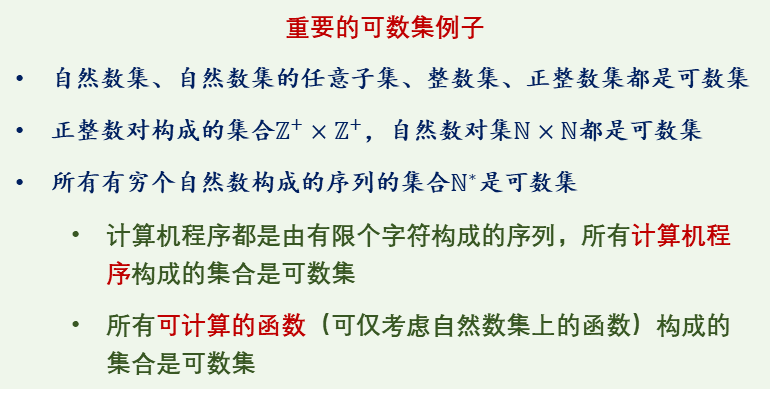 重要的可数集例子
• 自然数集、自然数集的任意子集、整数集、正整数集都是可数集
• 正整数对构成的集合ℤ⁺ × ℤ⁺，自然数对集ℕ × ℕ都是可数集
• 所有有穷个自然数构成的序列的集合ℕ*是可数集
• 计算机程序都是由有限个字符构成的序列，所有计算机程
序构成的集合是可数集
• 所有可计算的函数（可仅考虑自然数集上的函数）构成的
集合是可数集